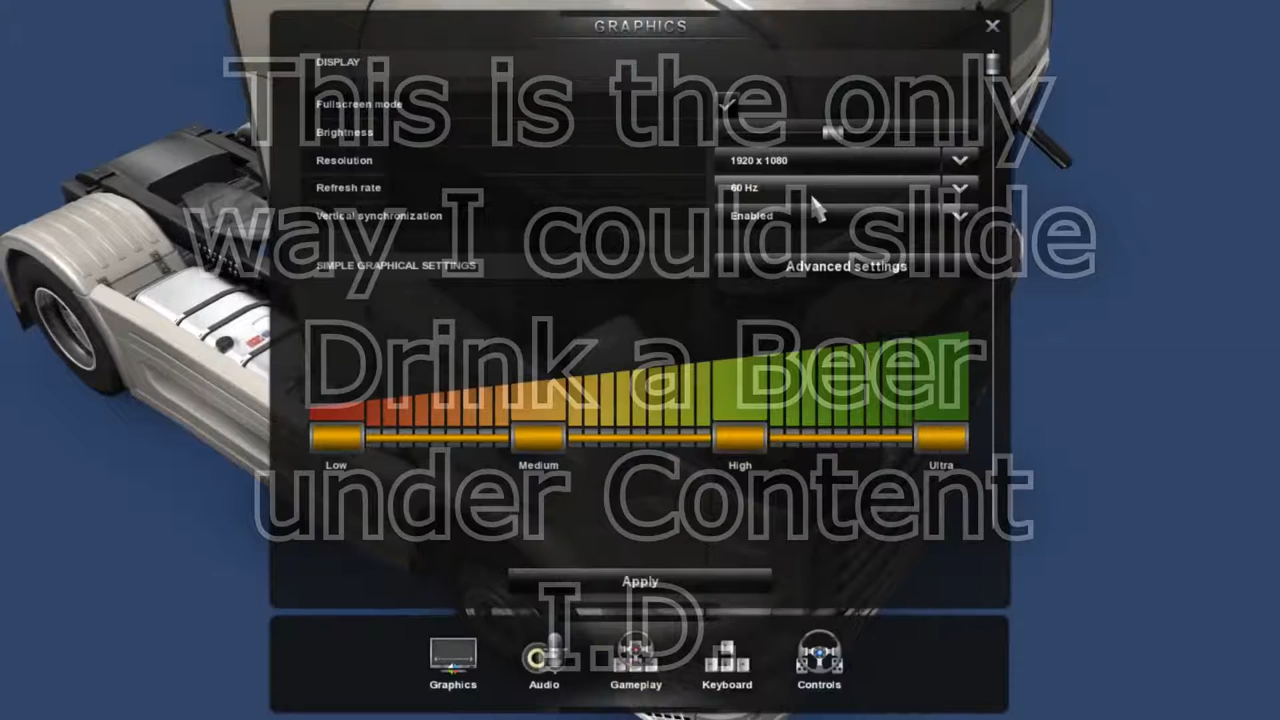 GRAPHICS
DISPLAY
Fullscreen mode
Brightness
Resolution 1920 x 1080
Refresh rate 60 Hz
Vertical synchronization Enabled
SIMPLE GRAPHICAL SETTINGS Advanced settings
Low Medium High Ultra
Apply
Graphics Audio Gameplay Keyboard Controls
This is the only
way I could slide
Drink a Beer
under Content
I.D.